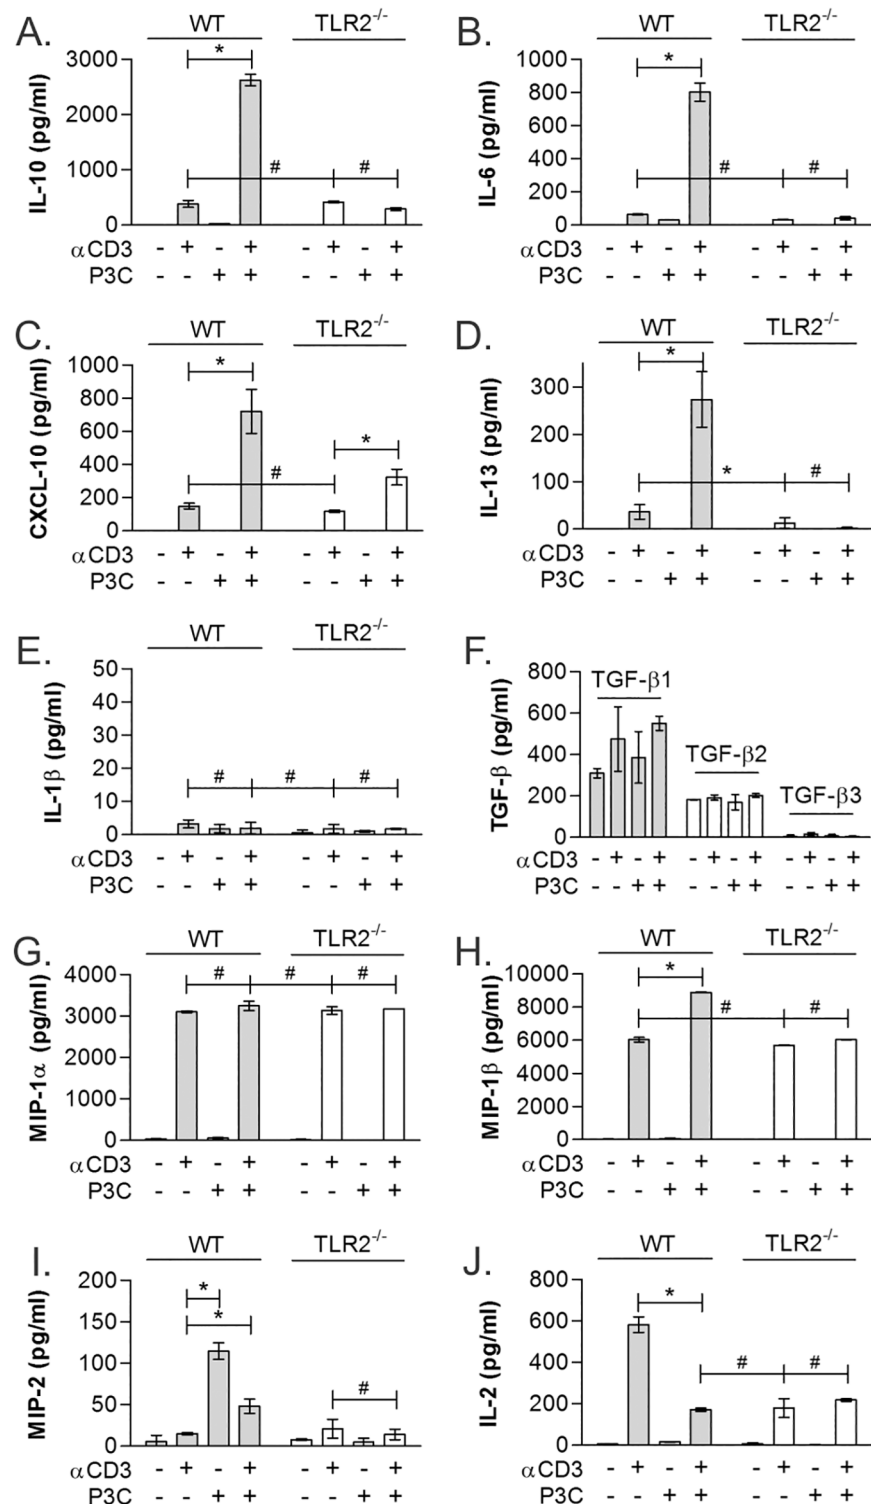 A.
WT TLR2-/-
IL-10 (pg/ml)
3000
2000
1000
0
*
#
#
αCD3 - + - + - + - +
P3C - - + + - - + +
B.
WT TLR2-/-
IL-6 (pg/ml)
1000
800
600
400
200
0
*
#
#
αCD3 - + - + - + - +
P3C - - + + - - + +
C.
WT TLR2-/-
CXCL-10 (pg/ml)
1000
800
600
400
200
0
*
*
#
αCD3 - + - + - + - +
P3C - - + + - - + +
D.
WT TLR2-/-
IL-13 (pg/ml)
300
200
100
0
*
*
#
αCD3 - + - + - + - +
P3C - - + + - - + +
E.
WT TLR2-/-
IL-1β (pg/ml)
50
40
30
20
10
0
#
#
#
αCD3 - + - + - + - +
P3C - - + + - - + +
F.
TGF-β (pg/ml)
800
600
400
200
0
TGF-β1
TGF-β2
TGF-β3
αCD3 - + - + - + - + - + - +
P3C - - + + - - + + - - + +
G.
WT TLR2-/-
MIP-1α (pg/ml)
4000
3000
2000
1000
0
#
#
#
αCD3 - + - + - + - +
P3C - - + + - - + +
H.
WT TLR2-/-
MIP-1β (pg/ml)
10000
8000
6000
4000
2000
0
*
#
#
αCD3 - + - + - + - +
P3C - - + + - - + +
I.
WT TLR2-/-
MIP-2 (pg/ml)
200
150
100
50
0
*
*
#
αCD3 - + - + - + - +
P3C - - + + - - + +
J.
WT TLR2-/-
IL-2 (pg/ml)
800
600
400
200
0
*
#
#
αCD3 - + - + - + - +
P3C - - + + - - + +